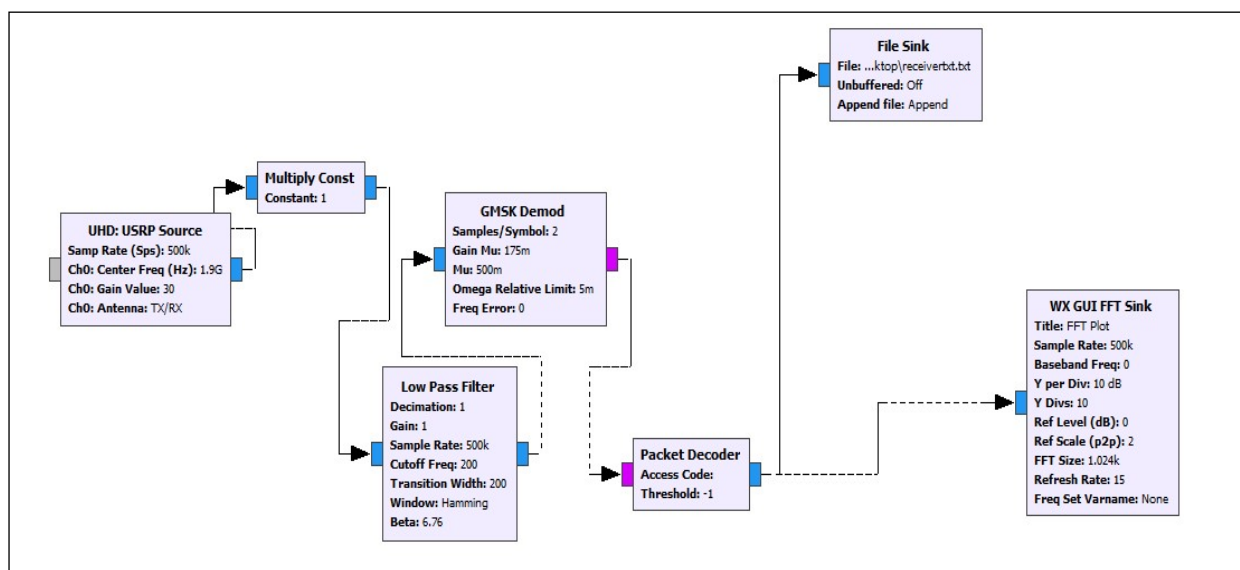 File Sink
File: ...ktop\receivertxt.txt
Unbuffered: Off
Append file: Append
Multiply Const
Constant: 1
UHD: USRP Source
Samp Rate (Sps): 500k
Ch0: Center Freq (Hz): 1.9G
Ch0: Gain Value: 30
Ch0: Antenna: TX/RX
GMSK Demod
Samples/Symbol: 2
Gain Mu: 175m
Mu: 500m
Omega Relative Limit: 5m
Freq Error: 0
Low Pass Filter
Decimation: 1
Gain: 1
Sample Rate: 500k
Cutoff Freq: 200
Transition Width: 200
Window: Hamming
Beta: 6.76
Packet Decoder
Access Code:
Threshold: -1
WX GUI FFT Sink
Title: FFT Plot
Sample Rate: 500k
Baseband Freq: 0
Y per Div: 10 dB
Y Divs: 10
Ref Level (dB): 0
Ref Scale (p2p): 2
FFT Size: 1.024k
Refresh Rate: 15
Freq Set Varname: None